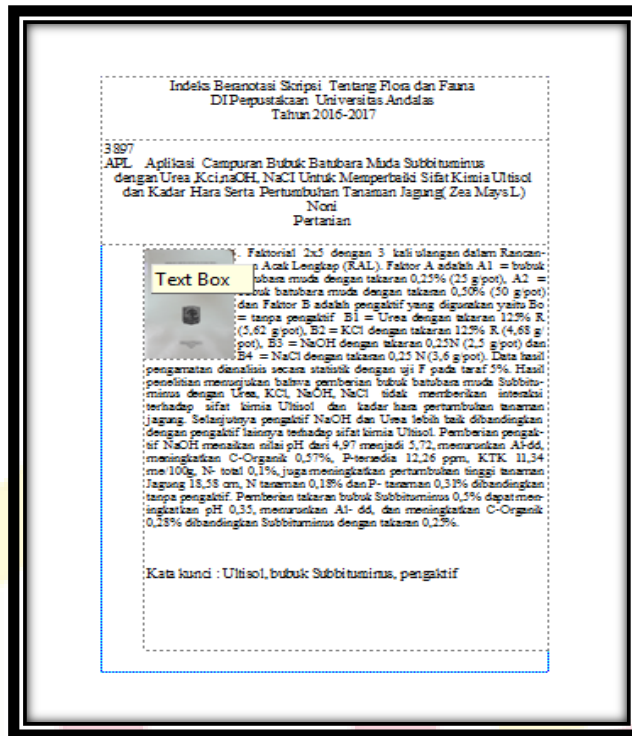 Indeks Beranotasi Skripsi Tentang Flora dan Fauna
DI Perpustakaan Universitas Andalas
Tahun 2016-2017
3897
APL Aplikasi Campuran Bubuk Batubara Muda Subbituminus
dengan Urea ,Kci,naOH, NaCI Untuk Memperbaiki Sifat Kimia Ultisol
dan Kadar Hara Serta Pertumbuhan Tanaman Jagung( Zea Mays L)
Noni
Pertanian
Faktorial 2x5 dengan 3 kali ulangan dalam Rancan-
Acak Lengkap (RAL). Faktor A adalah A1 = bubuk
Text Box
muda dengan takaran 0,25% (25 g/pot), A2 =
batubara muda dengan takaran 0,50% (50 g/pot)
dan Faktor B adalah pengaktif yang digunakan yaitu Bo
= tanpa pengaktif B1 = Urea dengan takaran 125% R
(5,62 g/pot), B2 = KCl dengan takaran 125% R (4,68 g/
pot), B3 = NaOH dengan takaran 0,25N (2,5 g/pot) dan
B4 = NaCl dengan takaran 0,25 N (3,6 g/pot). Data hasil
pengamatan dianalisis secara statistik dengan uji F pada taraf 5%. Hasil
penelitian menunjukan bahwa pemberian bubuk batubara muda Subbitu-
minus dengan Urea, KCl, NaOH, NaCl tidak memberikan interaksi
terhadap sifat kimia Ultisol dan kadar hara pertumbuhan tanaman
jagung. Selanjutnya pengaktif NaOH dan Urea lebih baik dibandingkan
dengan pengaktif lainnya terhadap sifat kimia Ultisol. Pemberian pengak-
tif NaOH menaikan nilai pH dari 4,97 menjadi 5,72, menurunkan Al-dd,
meningkatkan C-Organik 0,57%, P-tersedia 12,26 ppm, KTK 11,34
me/100g, N- total 0,1%, juga meningkatkan pertumbuhan tinggi tanaman
Jagung 18,58 cm, N tanaman 0,18% dan P- tanaman 0,31% dibandingkan
tanpa pengaktif. Pemberian takaran bubuk Subbituminus 0,5% dapat men-
ingkatkan pH 0,35, menurunkan Al- dd, dan meningkatkan C-Organik
0,28% dibandingkan Subbituminus dengan takaran 0,25%.
Kata kunci : Ultisol, bubuk Subbituminus, pengaktif